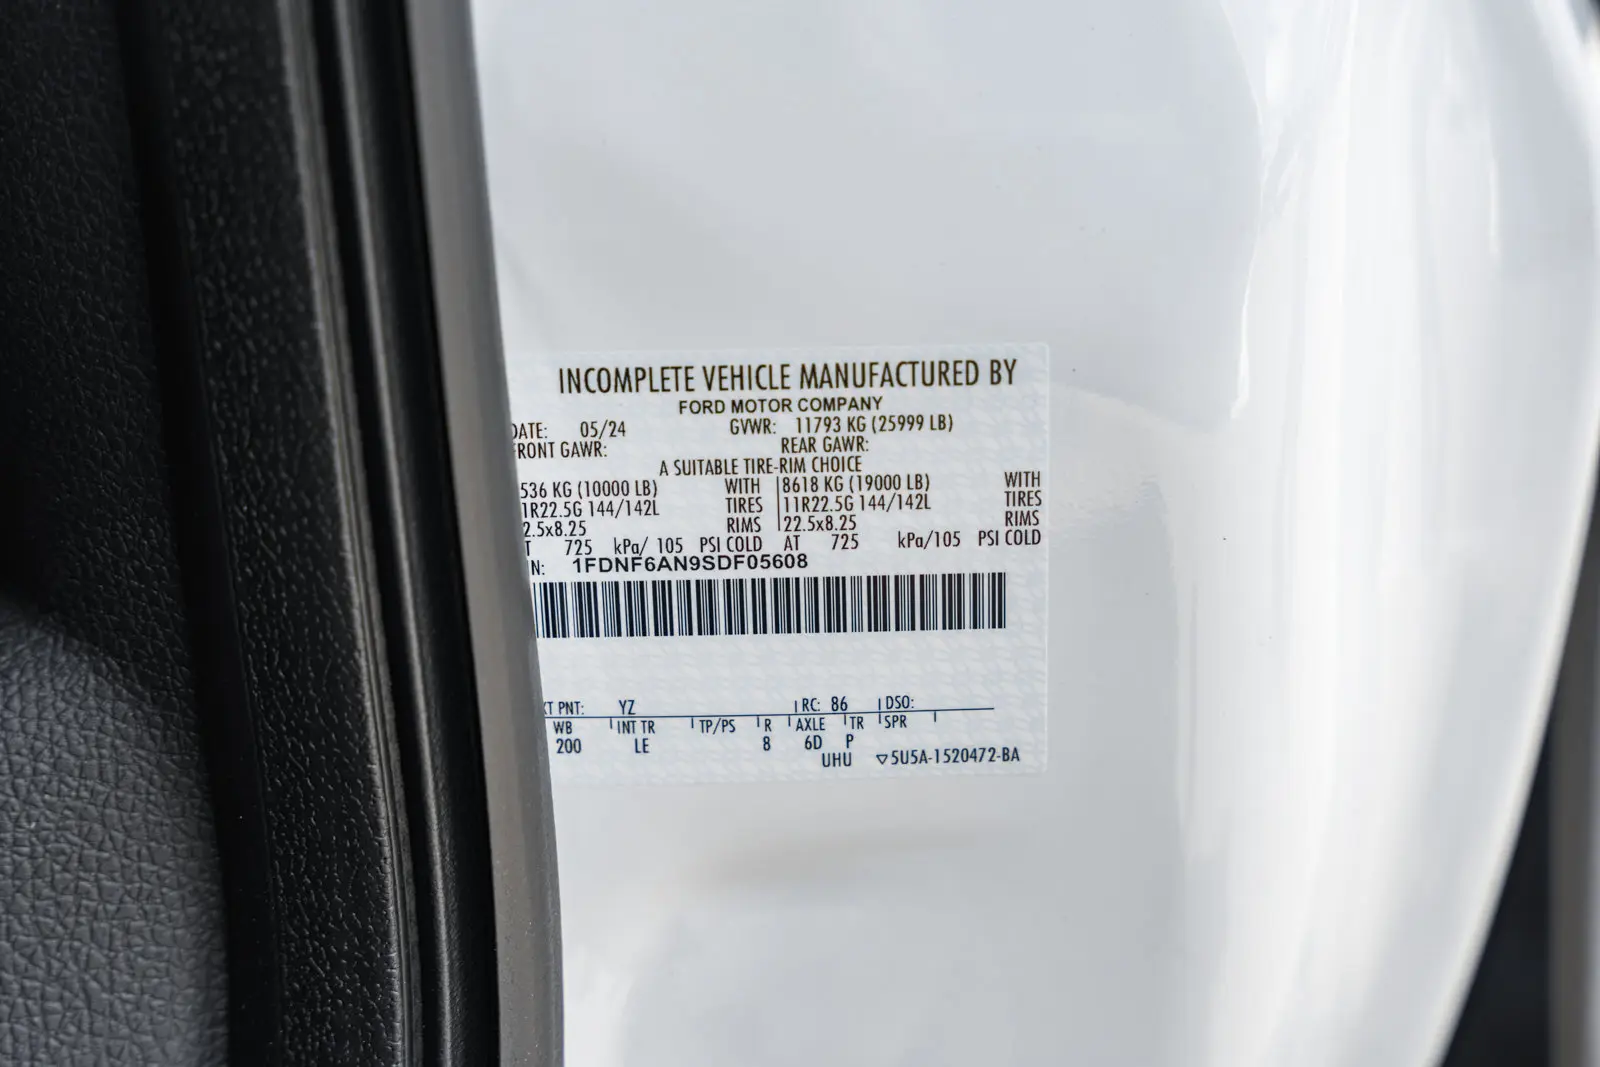 INCOMPLETE VEHICLE MANUFACTURED BY
FORD MOTOR COMPANY
DATE: 05/24 GVWR: 11793 KG (25999 LB)
FRONT GAWR: REAR GAWR:
A SUITABLE TIRE-RIM CHOICE
536 KG (10000 LB) WITH 8618 KG (19000 LB) WITH
1R22.5G 144/142L TIRES 11R22.5G 144/142L TIRES
2.5x8.25 RIMS 22.5x8.25 RIMS
T 725 kPa/ 105 PSI COLD AT 725 kPa/105 PSI COLD
N: 1FDNF6AN9SDF05608
T PNT: YZ RC: 86 DSO:
WB INT TR TP/PS R AXLE TR SPR
200 LE 8 6D P
UHU ▽5U5A-1520472-BA